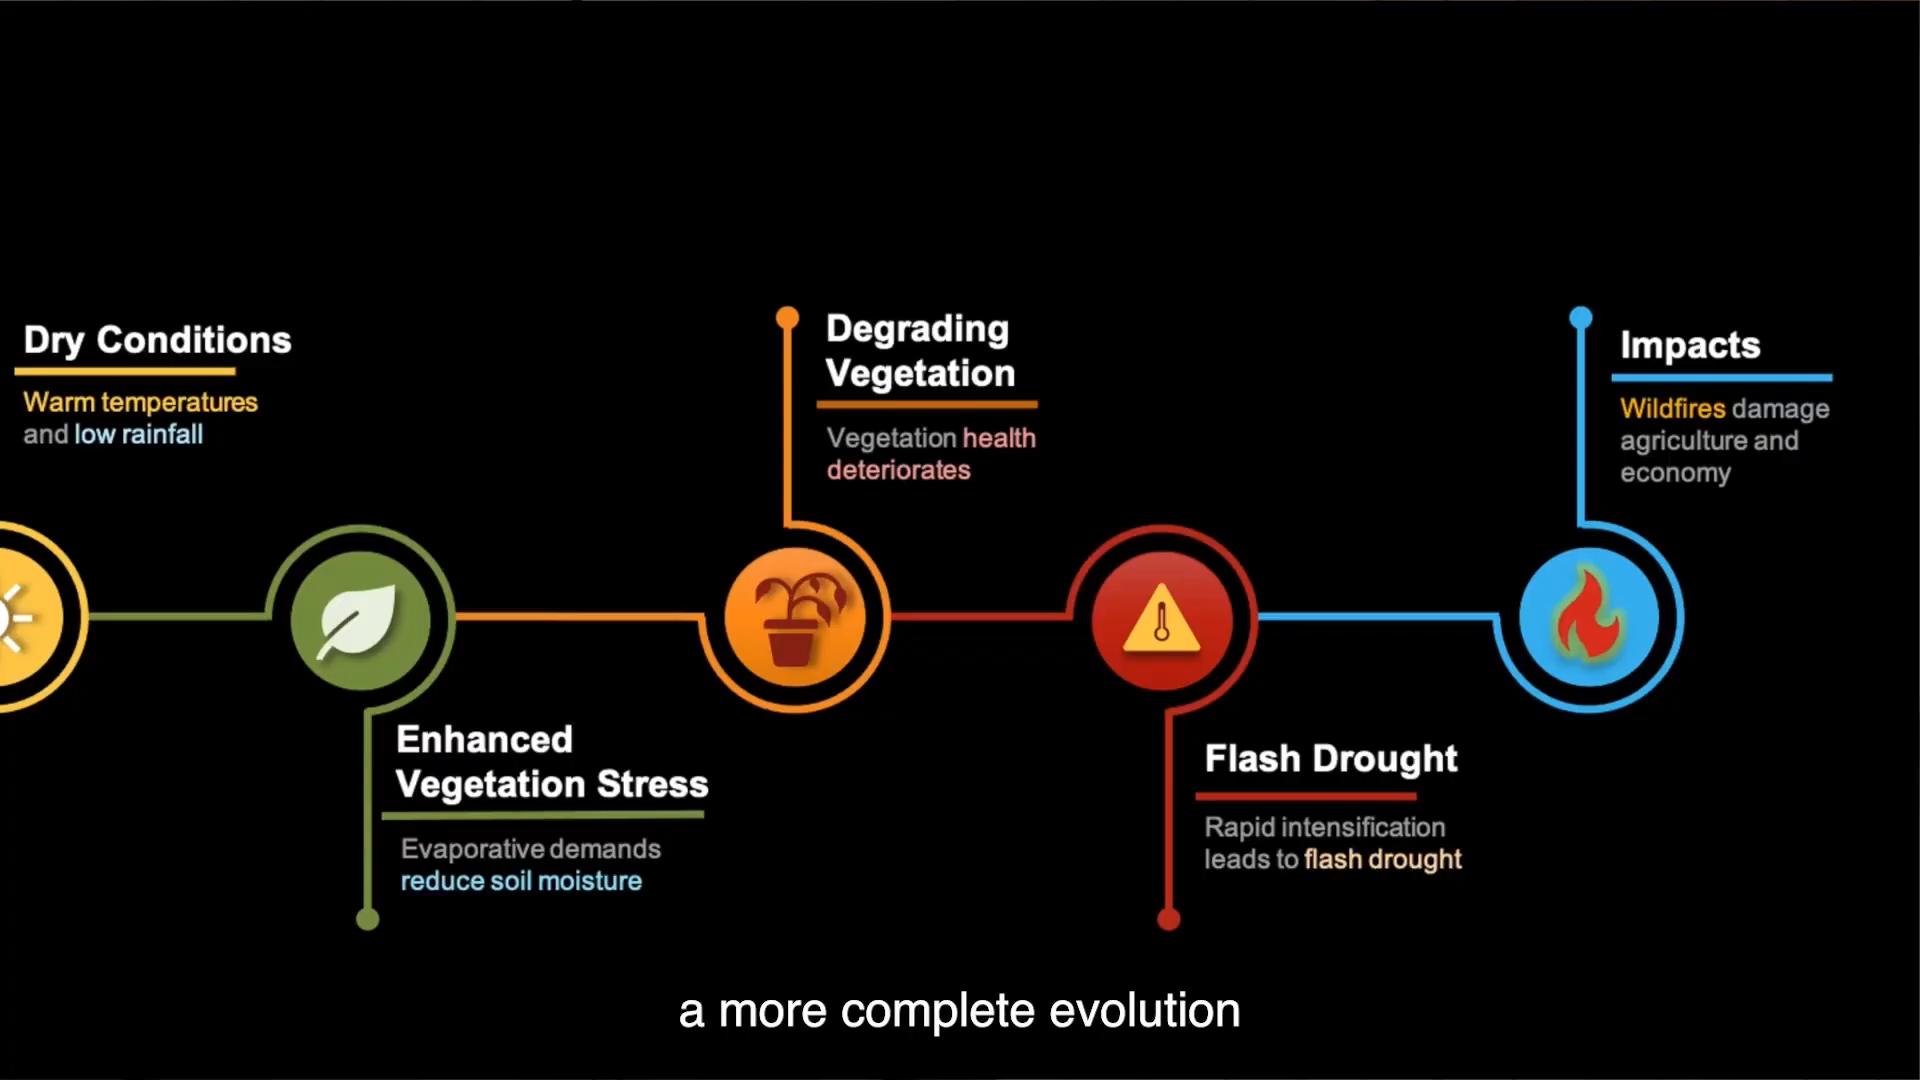 Dry Conditions
Warm temperatures
and low rainfall
Enhanced
Vegetation Stress
Evaporative demands
reduce soil moisture
Degrading
Vegetation
Vegetation health
deteriorates
Flash Drought
Rapid intensification
leads to flash drought
Impacts
Wildfires damage
agriculture and
economy
a more complete evolution